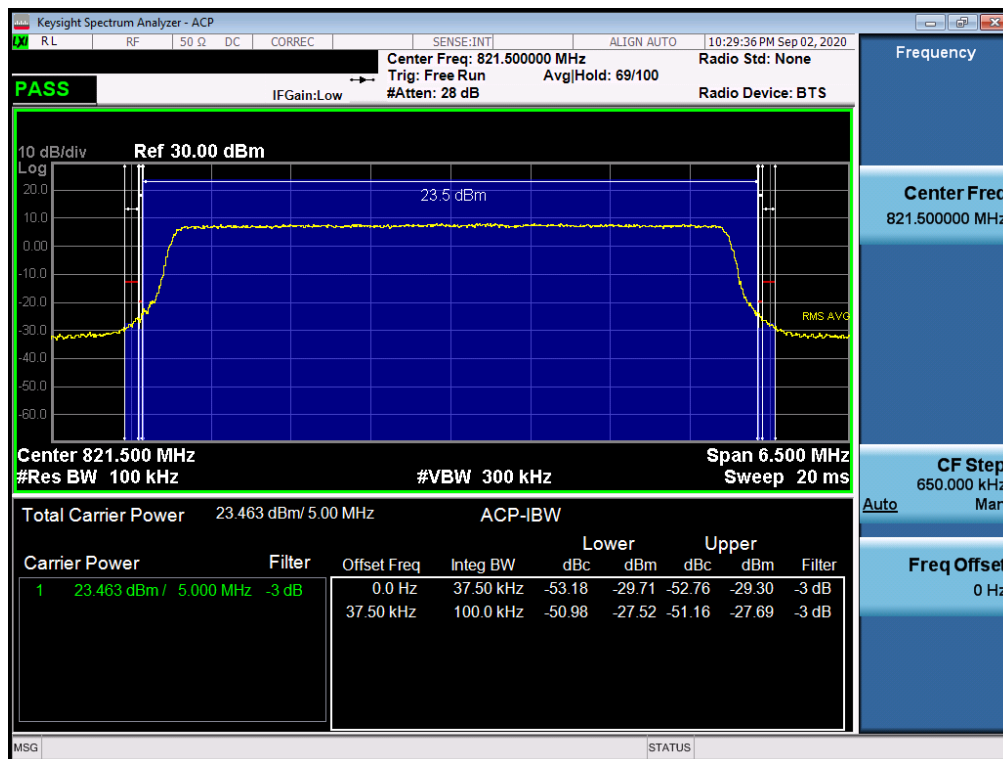 Keysight Spectrum Analyzer - ACP
LXI RL RF 50 Ω DC CORREC SENSE:INT ALIGN AUTO 10:29:36 PM Sep 02, 2020
Center Freq: 821.500000 MHz Radio Std: None
Trig: Free Run Avg|Hold: 69/100
PASS IFGain:Low #Atten: 28 dB Radio Device: BTS
10 dB/div Ref 30.00 dBm
Log
20.0
10.0
0.00
-10.0
-20.0
-30.0
-40.0
-50.0
-60.0
23.5 dBm
RMS AVG
Center 821.500 MHz Span 6.500 MHz
#Res BW 100 kHz #VBW 300 kHz Sweep 20 ms
Total Carrier Power 23.463 dBm/ 5.00 MHz ACP-IBW
Lower Upper
Carrier Power Filter Offset Freq Integ BW dBc dBm dBc dBm Filter
1 23.463 dBm / 5.000 MHz -3 dB 0.0 Hz 37.50 kHz -53.18 -29.71 -52.76 -29.30 -3 dB
37.50 kHz 100.0 kHz -50.98 -27.52 -51.16 -27.69 -3 dB
MSG STATUS
Frequency
Center Freq
821.500000 MHz
CF Step
650.000 kHz
Auto Man
Freq Offset
0 Hz